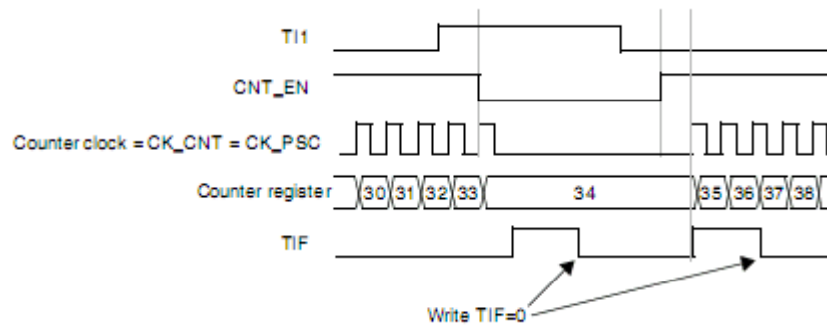 TI1
CNT_EN
Counter clock = CK_CNT = CK_PSC
Counter register 30 31 32 33 34 35 36 37 38
TIF
Write TIF=0